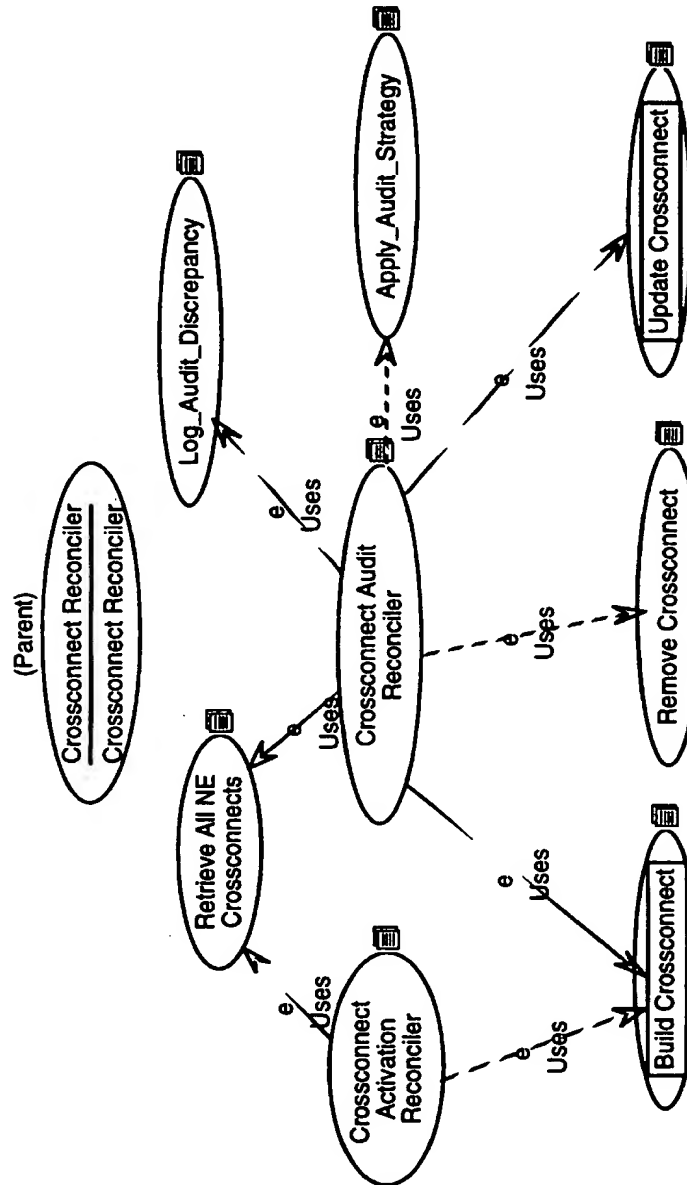 (Parent)
Crossconnect Reconciler
Crossconnect Reconciler
Log_Audit_Discrepancy
Retrieve All NE
Crossconnects
e
Uses
e
Uses
e
Uses
Apply_Audit_Strategy
e
Uses
Crossconnect Audit
Reconciler
Crossconnect
Activation
Reconciler
e
Uses
e
Uses
e
Uses
e
Uses
Build Crossconnect
Remove Crossconnect
Update Crossconnect